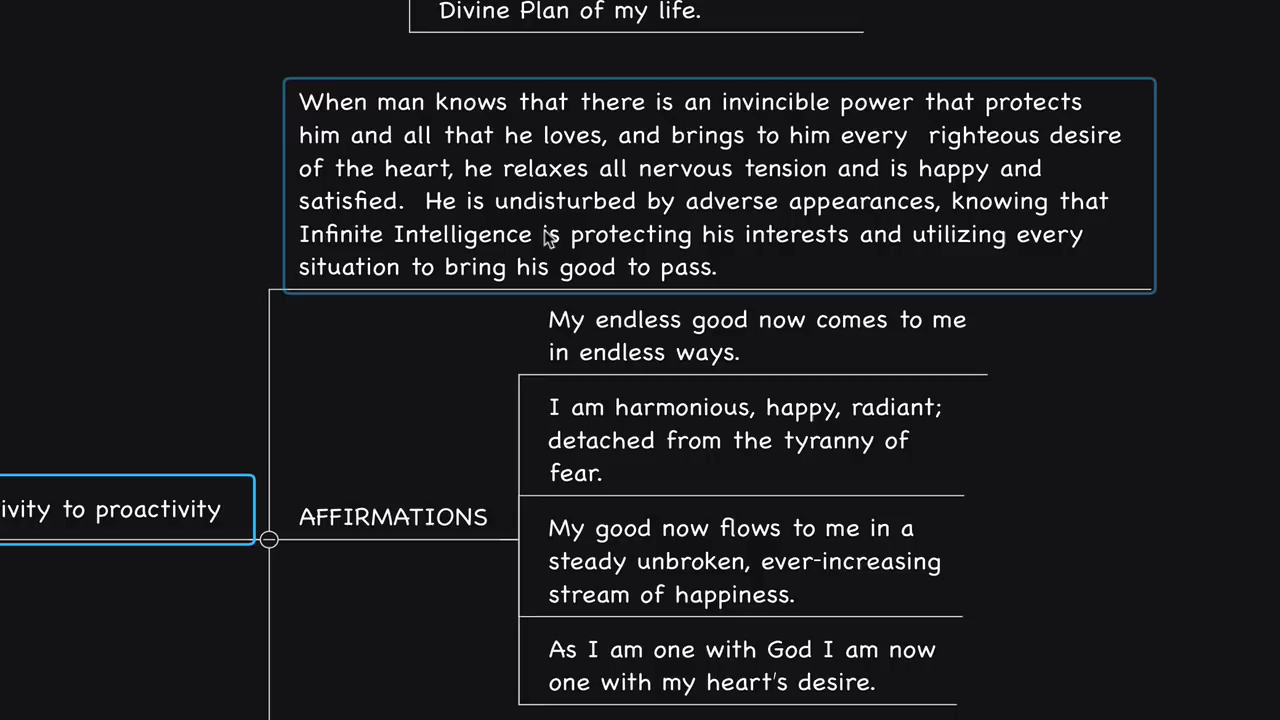 Divine Plan of my life.
When man knows that there is an invincible power that protects
him and all that he loves, and brings to him every  righteous desire
of the heart, he relaxes all nervous tension and is happy and
satisfied.  He is undisturbed by adverse appearances, knowing that
Infinite Intelligence is protecting his interests and utilizing every
situation to bring his good to pass.
My endless good now comes to me
in endless ways.
I am harmonious, happy, radiant;
detached from the tyranny of
fear.
ivity to proactivity
AFFIRMATIONS
My good now flows to me in a
steady unbroken, ever-increasing
stream of happiness.
As I am one with God I am now
one with my heart's desire.